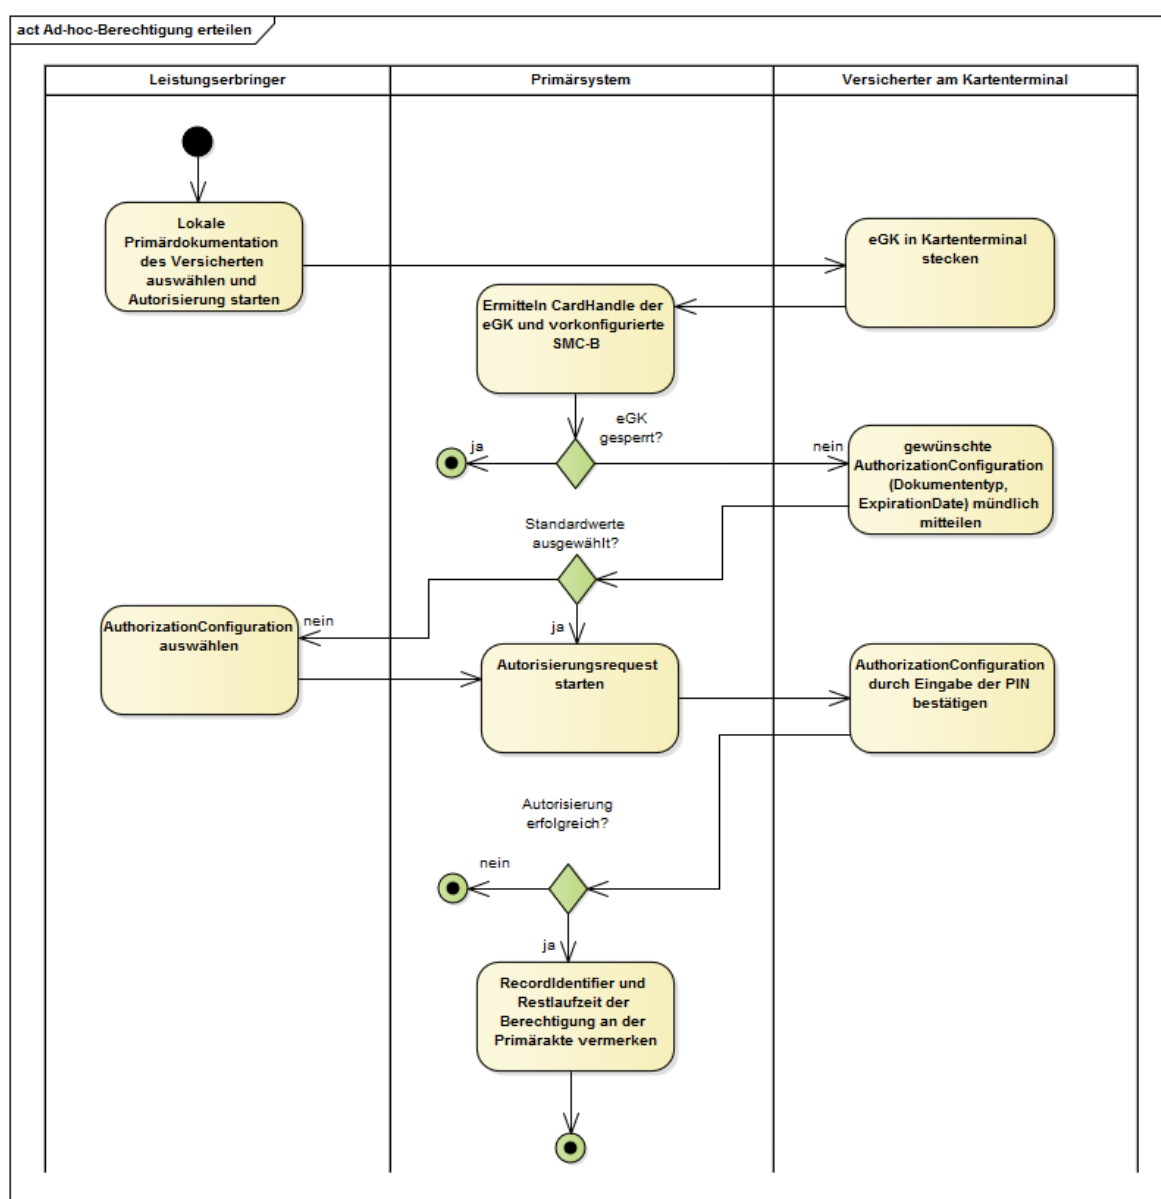 act Ad-hoc-Berechtigung erteilen
Leistungserbringer
Primärsystem
Versicherter am Kartenterminal
Lokale
Primärdokumentation
des Versicherten
auswählen und
Autorisierung starten
eGK in Kartenterminal
stecken
Ermitteln CardHandle der
eGK und vorkonfigurierte
SMC-B
eGK
gesperrt?
ja
nein
gewünschte
AuthorizationConfiguration
(Dokumententyp,
ExpirationDate) mündlich
mitteilen
Standardwerte
ausgewählt?
nein
ja
AuthorizationConfiguration
auswählen
Autorisierungsrequest
starten
AuthorizationConfiguration
durch Eingabe der PIN
bestätigen
Autorisierung
erfolgreich?
nein
ja
RecordIdentifier und
Restlaufzeit der
Berechtigung an der
Primärakte vermerken